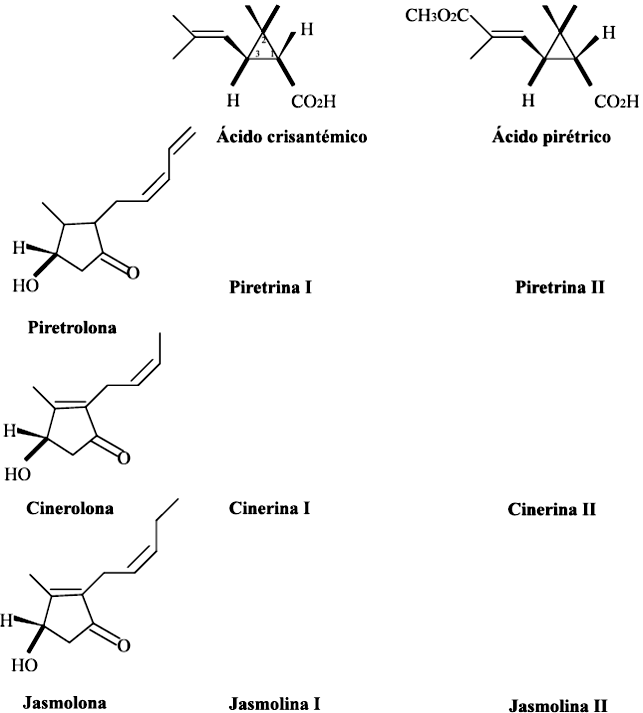 CH3O2C
H
H
2
3
1
H
CO2H
H
CO2H
Ácido crisantémico
Ácido pirétrico
H
HO
O
Piretrina I
Piretrina II
Piretrolona
H
HO
O
Cinerolona
Cinerina I
Cinerina II
H
HO
O
Jasmolona
Jasmolina I
Jasmolina II